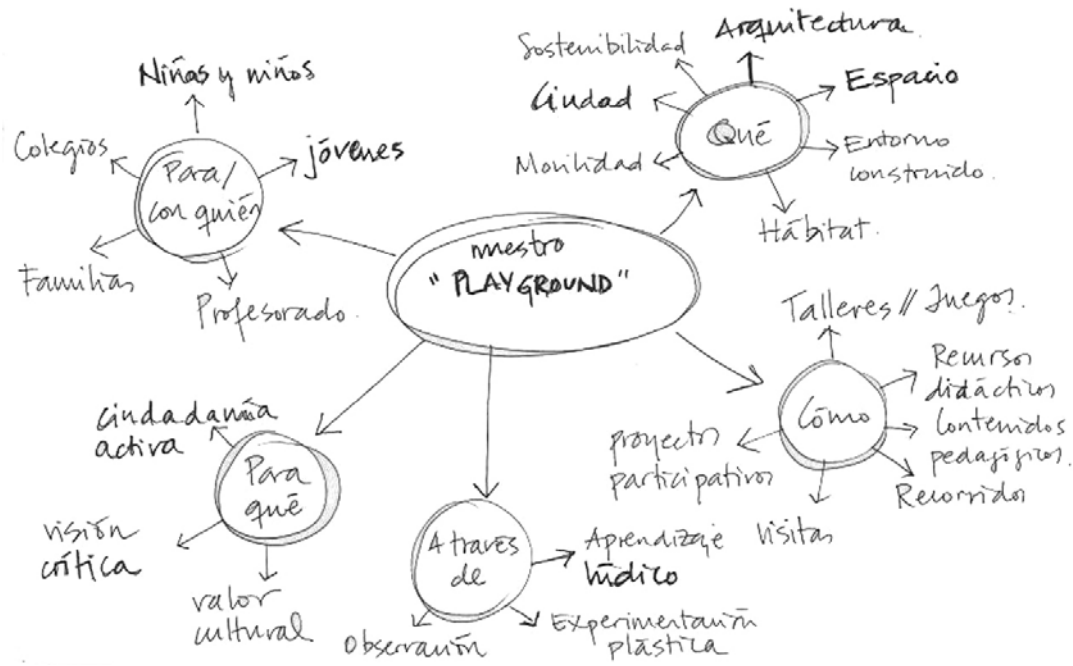 nuestro
"PLAYGROUND"
Para/
con quién
Niñas y niños
Colegios
jóvenes
Familias
Profesorado.
Qué
Sostenibilidad
Arquitectura.
Ciudad
Espacio
Movilidad
Entorno
construido.
Hábitat.
Cómo
Talleres // Juegos.
Recursos
didácticos
Contenidos
pedagógicos.
Recorridos
visitas
proyectos
participativos
A través
de
Aprendizaje
lúdico
Experimentación
plástica
Observación
Para
qué
ciudadanía
activa
visión
crítica
valor
cultural